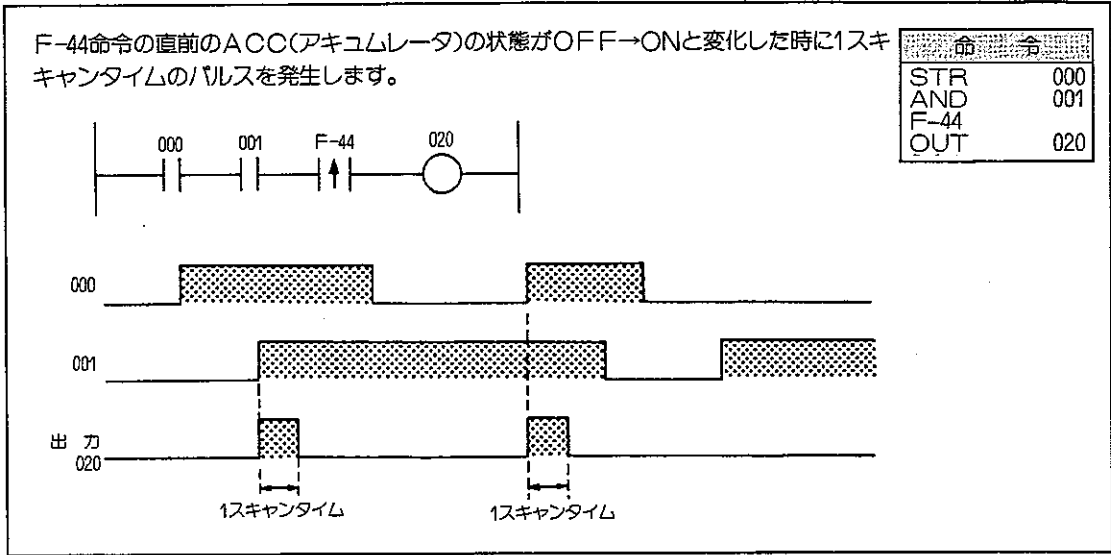 F-44命令の直前のACC(アキュムレータ)の状態がOFF→ONと変化した時に1スキ
キャンタイムのパルスを発生します。
命 令
STR 000
AND 001
F-44
OUT 020
000 001 F-44 020
000
001
出 力
020
1スキャンタイム 1スキャンタイム